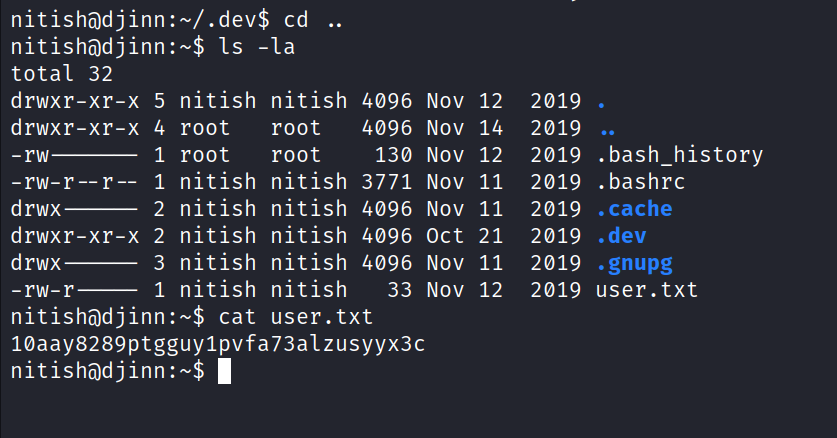 nitish@djinn:~/.dev$ cd ..
nitish@djinn:~$ ls -la
total 32
drwxr-xr-x 5 nitish nitish 4096 Nov 12  2019 .
drwxr-xr-x 4 root   root   4096 Nov 14  2019 ..
-rw------- 1 root   root    130 Nov 12  2019 .bash_history
-rw-r--r-- 1 nitish nitish 3771 Nov 11  2019 .bashrc
drwx------ 2 nitish nitish 4096 Nov 11  2019 .cache
drwxr-xr-x 2 nitish nitish 4096 Oct 21  2019 .dev
drwx------ 3 nitish nitish 4096 Nov 11  2019 .gnupg
-rw-r----- 1 nitish nitish   33 Nov 12  2019 user.txt
nitish@djinn:~$ cat user.txt
10aay8289ptgguy1pvfa73alzusyyx3c
nitish@djinn:~$